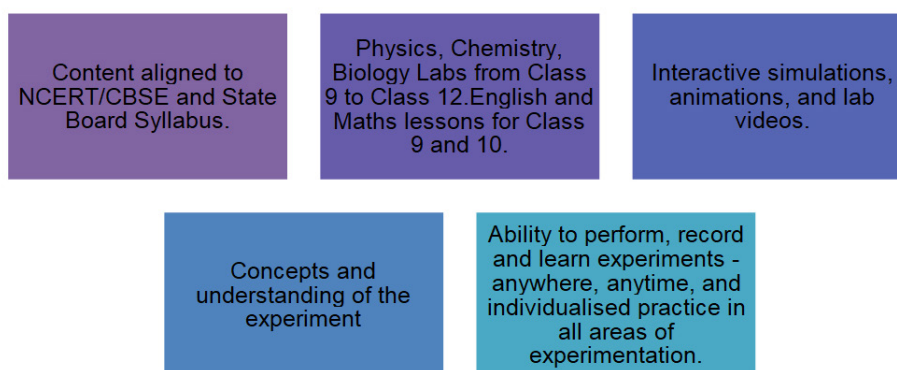 Content aligned to
NCERT/CBSE and State
Board Syllabus.
Physics, Chemistry,
Biology Labs from Class
9 to Class 12.English and
Maths lessons for Class
9 and 10.
Interactive simulations,
animations, and lab
videos.
Concepts and
understanding of the
experiment
Ability to perform, record
and learn experiments -
anywhere, anytime, and
individualised practice in
all areas of
experimentation.